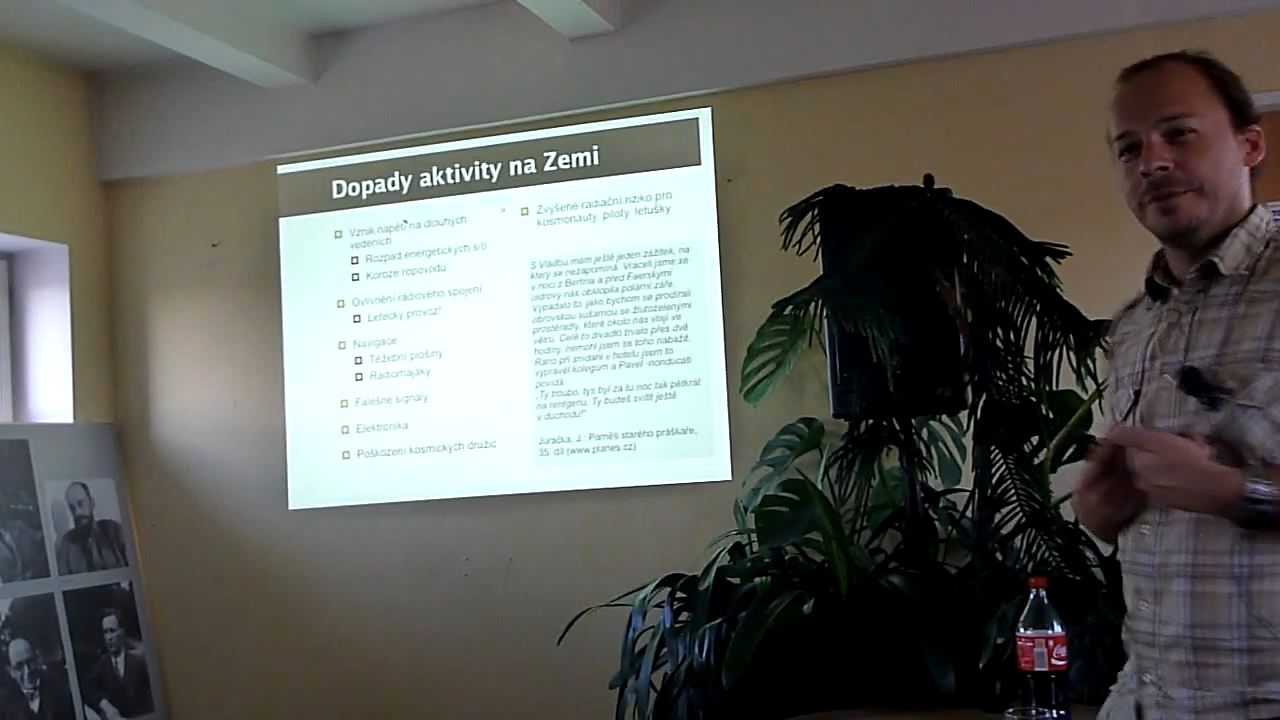 Dopady aktivity na Zemi
Vznik napětí na dlouhých
vedeních
Rozpad energetických sítí
Koroze ropovodů
Ovlivnění rádiového spojení
Letecký provoz!
Navigace
Těžební plošiny
Radiomajáky
Falešné signály
Elektronika
Poškození kosmických družic
Zvýšené radiační riziko pro
kosmonauty, piloty, letušky
S Vláďou mám ještě jeden zážitek, na
který se nezapomíná. Vraceli jsme se
v noci z Berlína a před Faerskými
ostrovy nás obklopila polární záře.
Vypadalo to, jako bychom se prodírali
obrovskou sušárnou se žlutozelenými
prostěradly, které okolo nás vlají ve
větru. Celé to divadlo trvalo přes dvě
hodiny, nemohl jsem se toho nabažit.
Ráno při snídani v hotelu jsem to
vyprávěl kolegům a Pavel
povídá:
„Ty troubo, tys byl za tu noc tak pětkrát
na rentgenu. Ty budeš svítit ještě
v důchodu!“
Juračka, J.: Paměti starého práškaře,
35. díl (www.planes.cz)